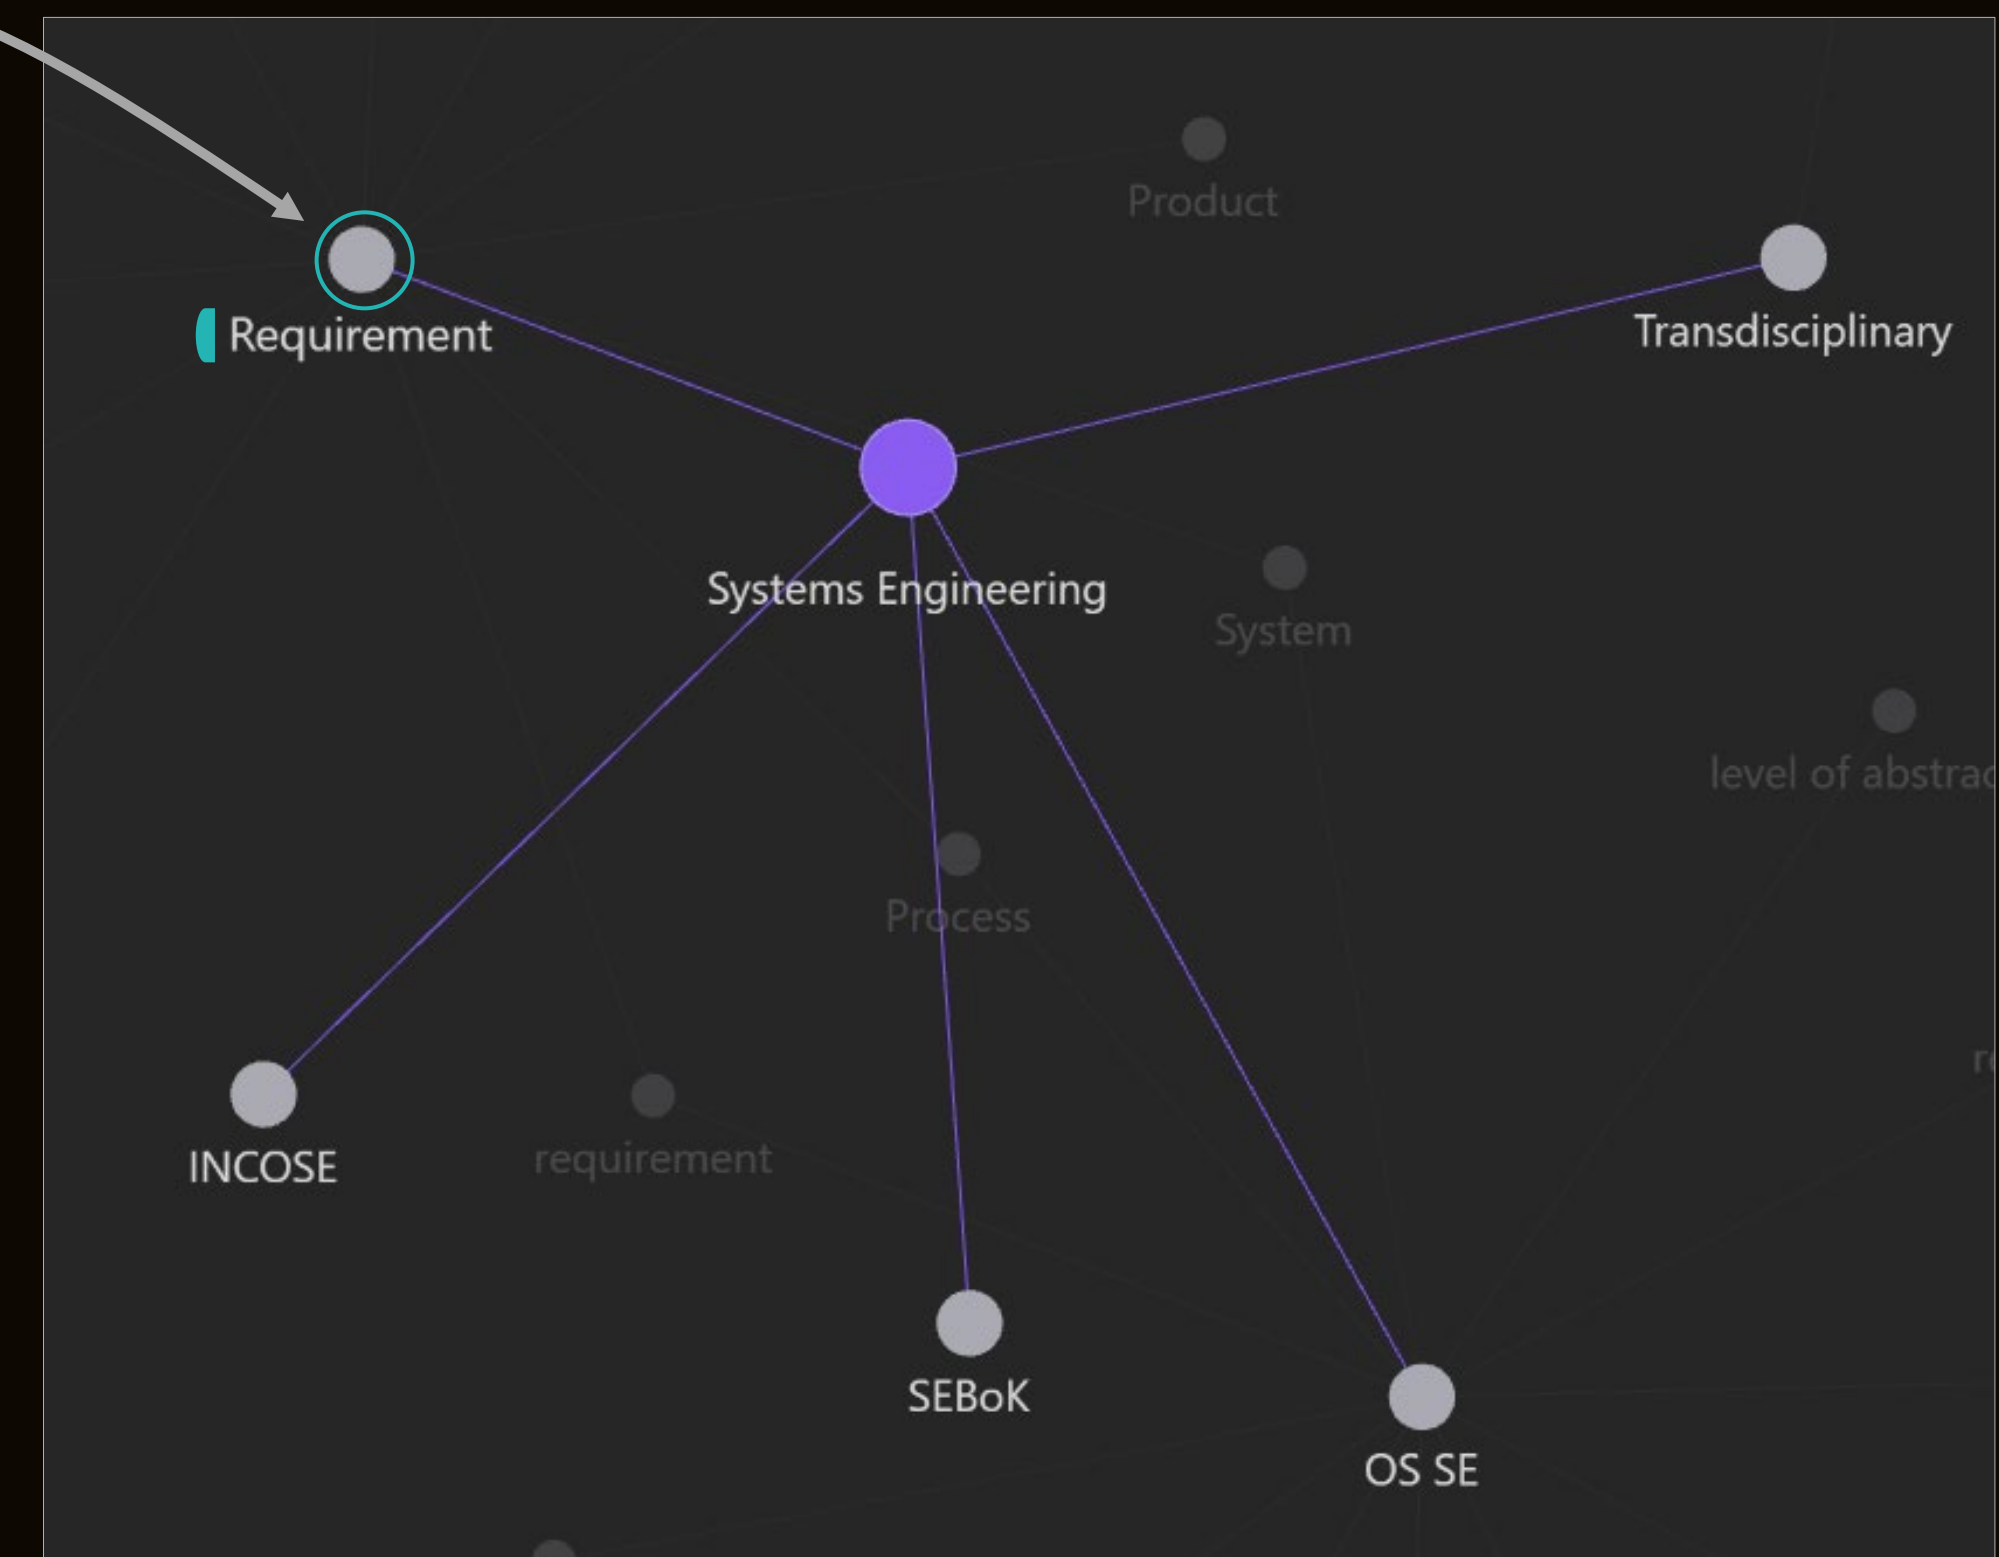 Product
Requirement
Transdisciplinary
Systems Engineering
System
level of abstrac
Process
requirement
INCOSE
SEBoK
OS SE